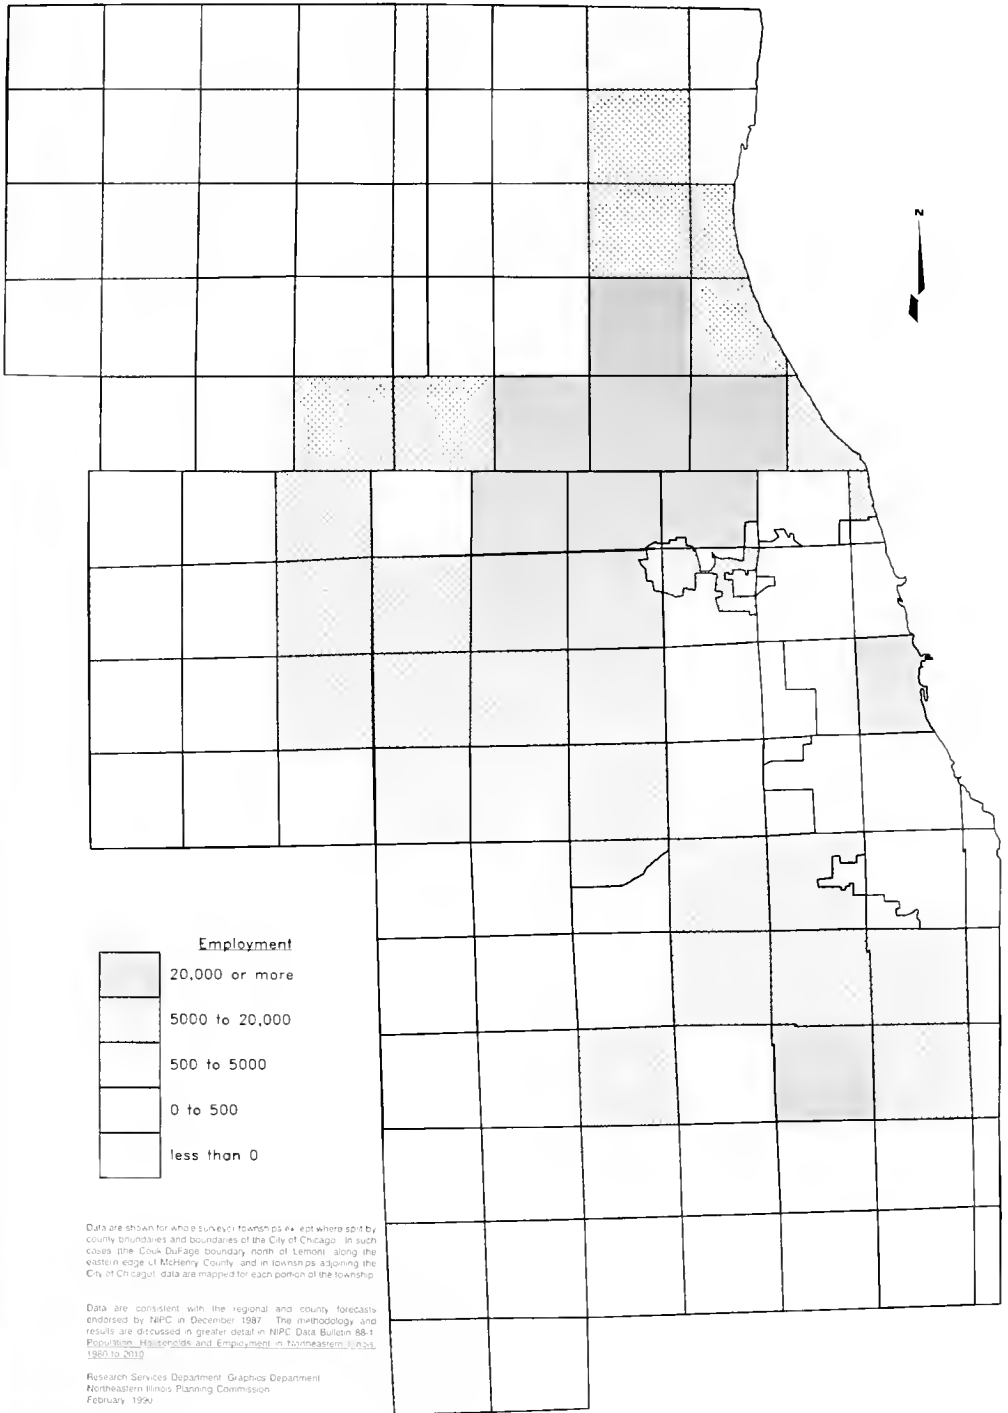 N
Employment
20,000 or more
5000 to 20,000
500 to 5000
0 to 500
less than 0
Data are shown for whole surveyed townships except where split by
county boundaries and boundaries of the City of Chicago. In such
cases (the Cook DuPage boundary north of Lemont, along the
eastern edge of McHenry County, and in townships adjoining the
City of Chicago), data are mapped for each portion of the township.
Data are consistent with the regional and county forecasts
endorsed by NIPC in December 1987. The methodology and
results are discussed in greater detail in NIPC Data Bulletin 88-1
Population, Households and Employment in Northeastern Illinois,
1980 to 2010
Research Services Department Graphics Department
Northeastern Illinois Planning Commission
February 1990